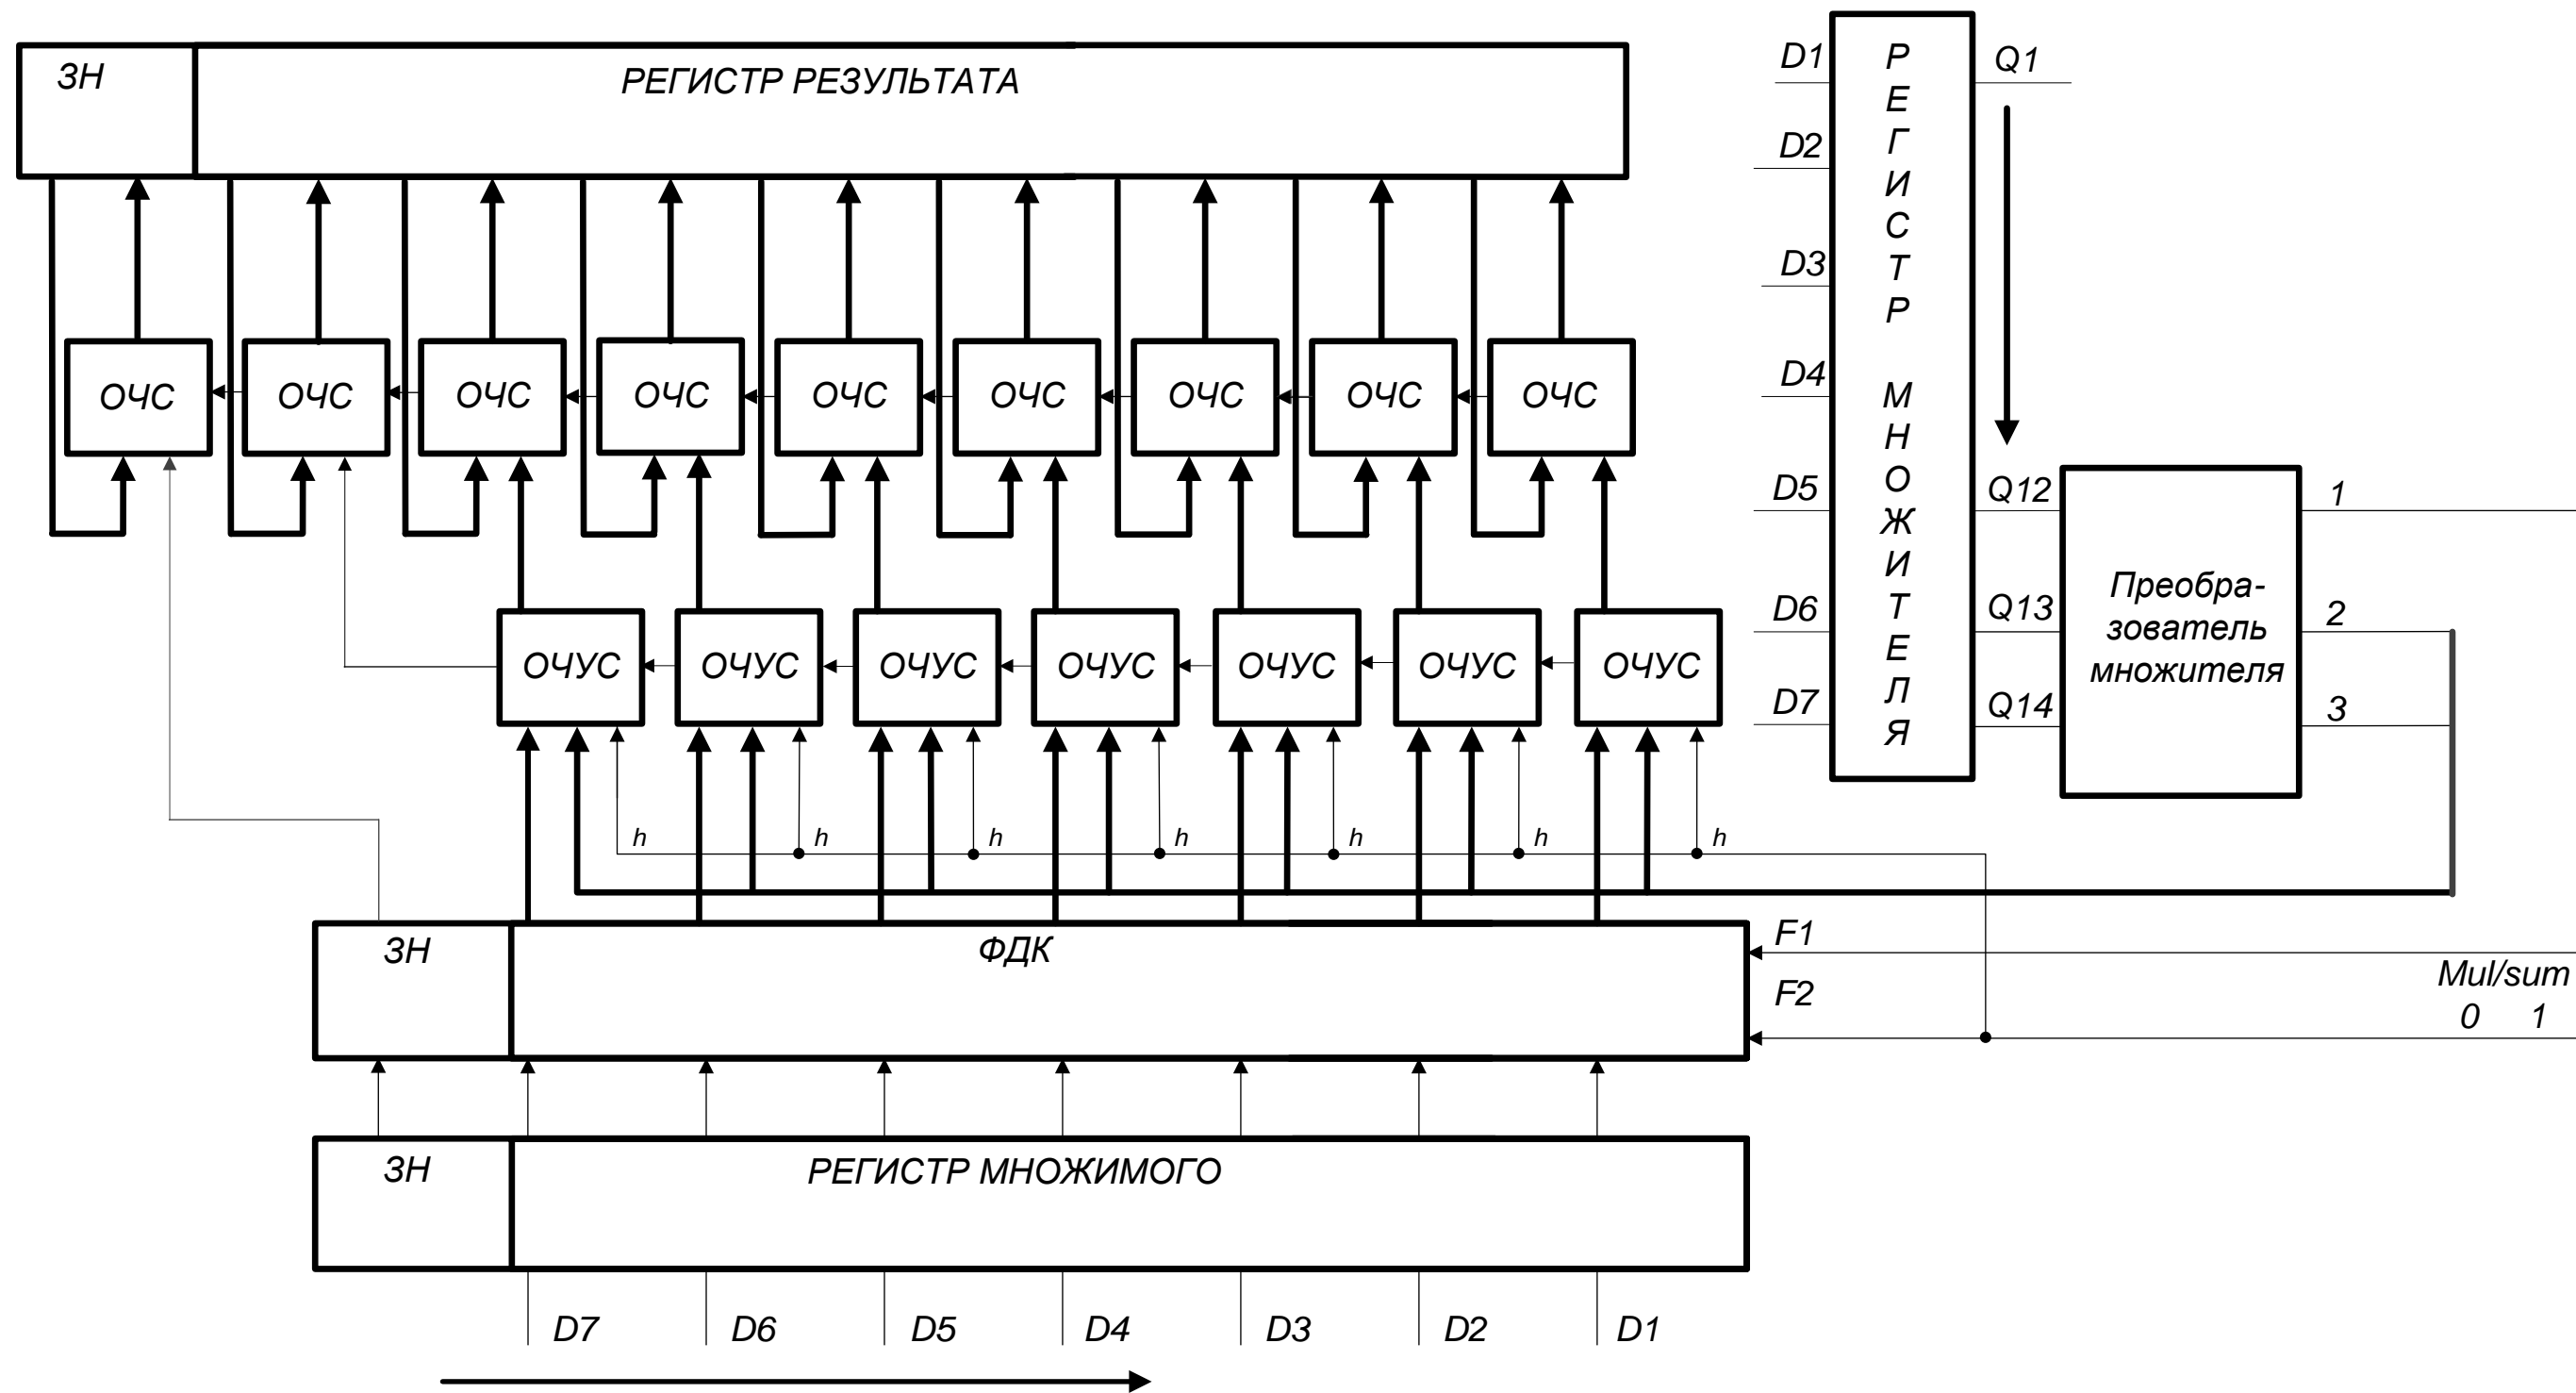 ЗН
РЕГИСТР РЕЗУЛЬТАТА
ОЧС
ОЧС
ОЧС
ОЧС
ОЧС
ОЧС
ОЧС
ОЧС
ОЧС
ОЧУС
ОЧУС
ОЧУС
ОЧУС
ОЧУС
ОЧУС
ОЧУС
h
h
h
h
h
h
h
ЗН
ФДК
F1
F2
Mul/sum
0 1
ЗН
РЕГИСТР МНОЖИМОГО
D7
D6
D5
D4
D3
D2
D1
D1
D2
D3
D4
D5
D6
D7
РЕГИСТР МНОЖИТЕЛЯ
Q1
Q12
Q13
Q14
Преобра-
зователь
множителя
1
2
3